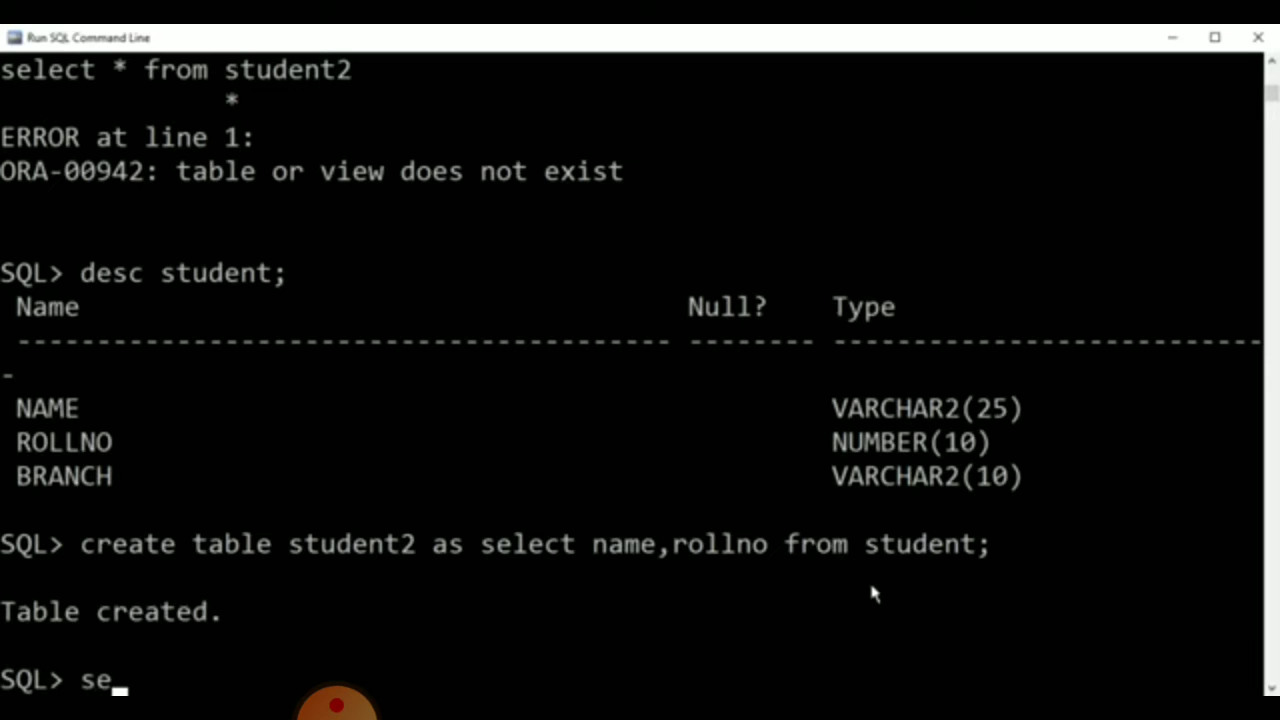 Run SQL Command Line
select * from student2
*
ERROR at line 1:
ORA-00942: table or view does not exist
SQL> desc student;
Name Null? Type
----------------------------------------- -------- ---------------------------
-
NAME VARCHAR2(25)
ROLLNO NUMBER(10)
BRANCH VARCHAR2(10)
SQL> create table student2 as select name,rollno from student;
Table created.
SQL> se